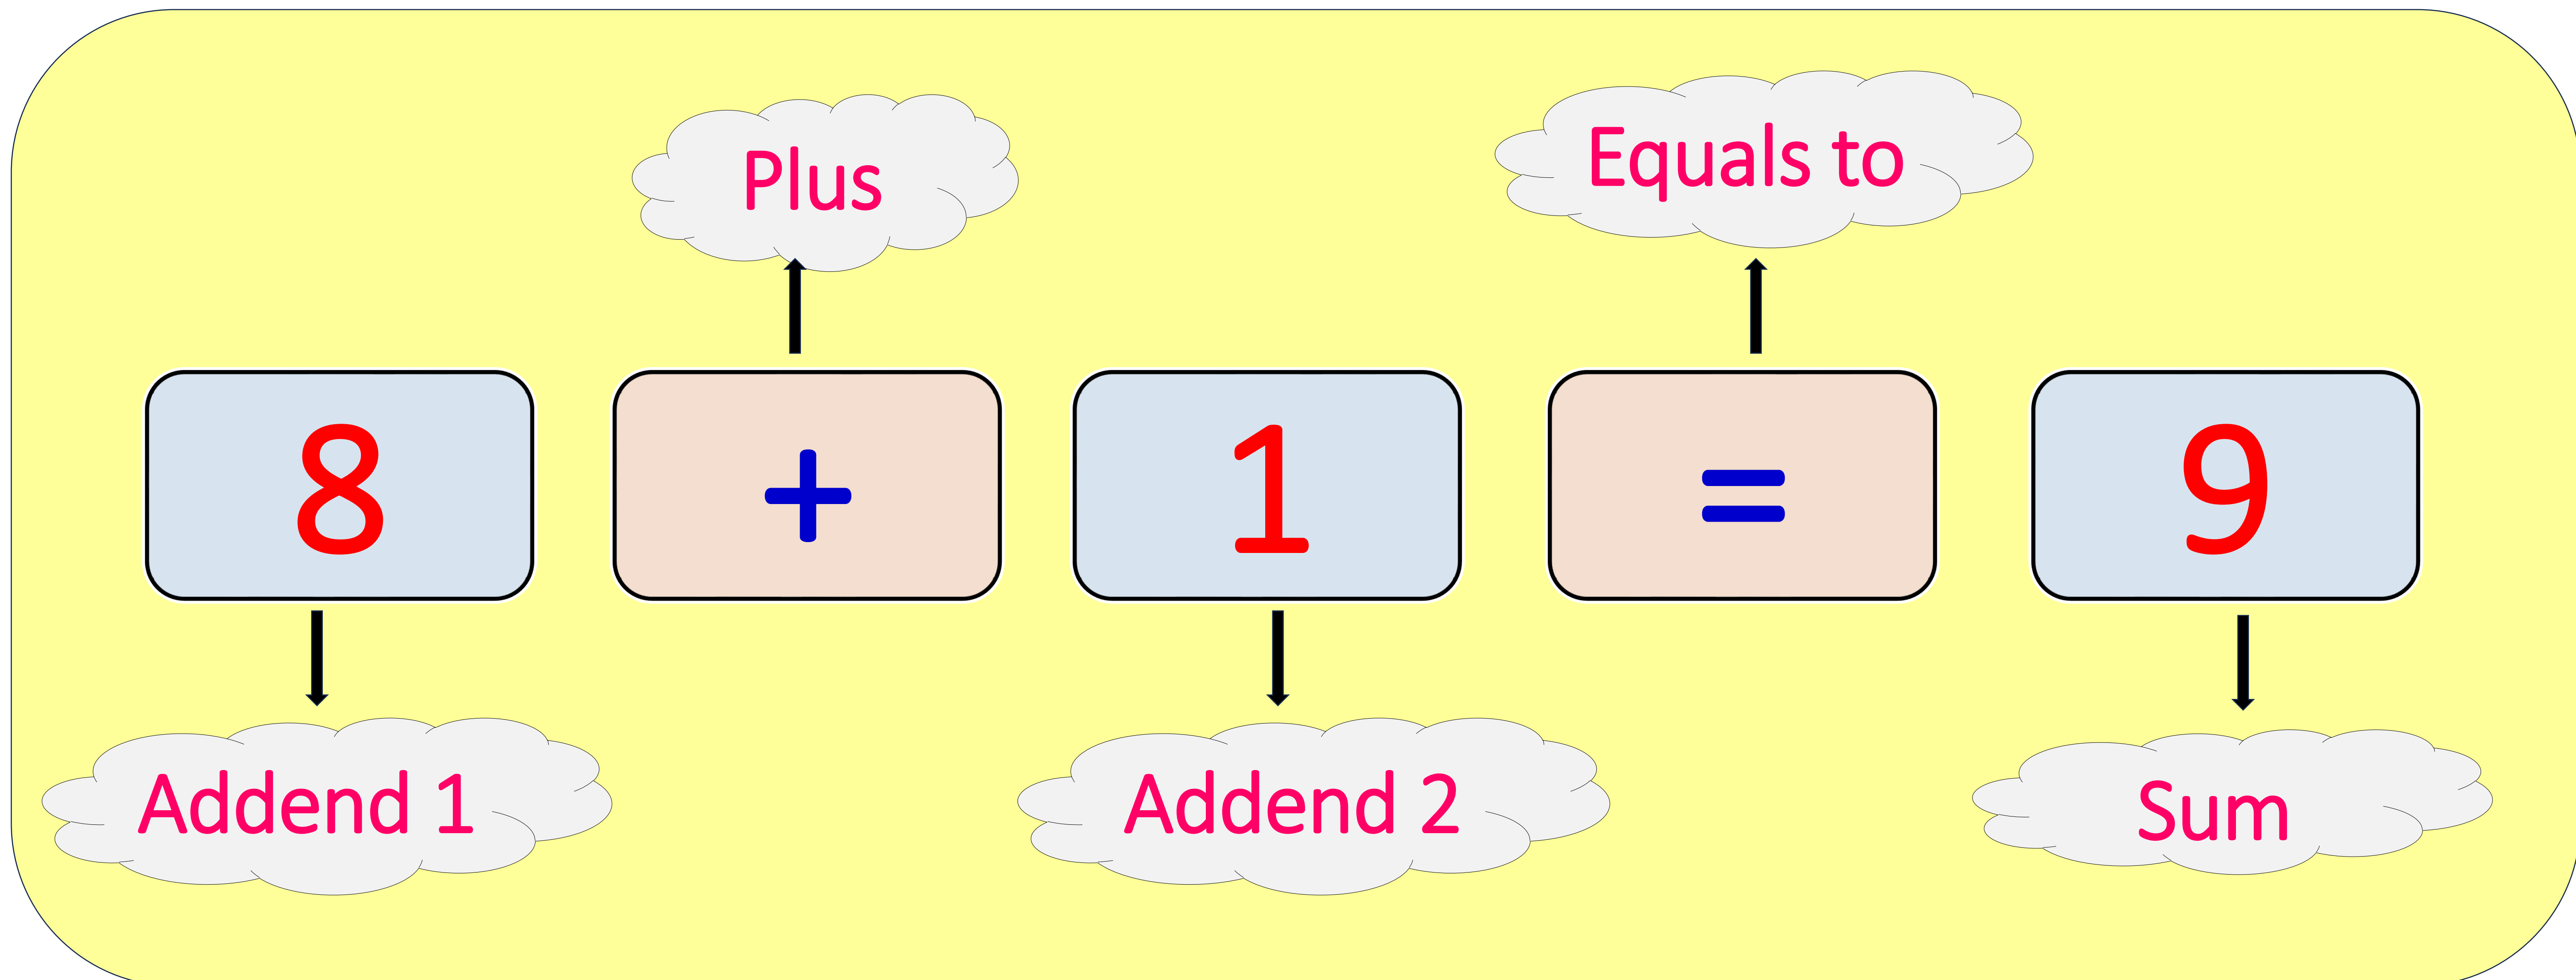 Plus
Equals to
8 + 1 = 9
Addend 1
Addend 2
Sum